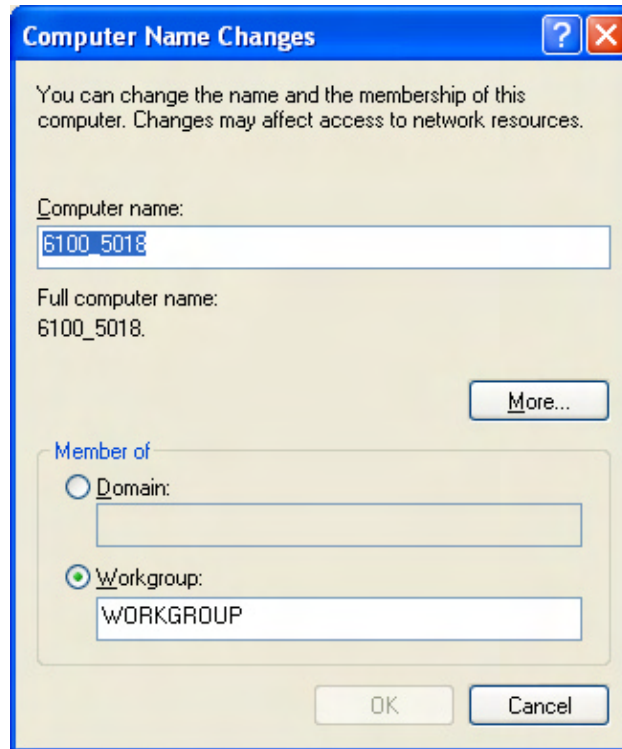 Computer Name Changes
You can change the name and the membership of this
computer. Changes may affect access to network resources.
Computer name:
6100_5018
Full computer name:
6100_5018.
More...
Member of
Domain:
Workgroup:
WORKGROUP
OK Cancel